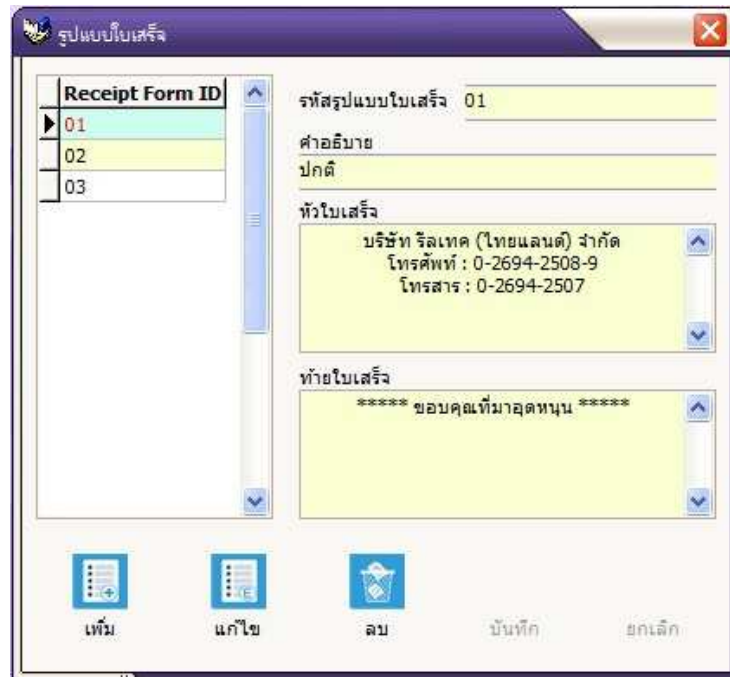 รูปแบบใบเสร็จ
Receipt Form ID
01
02
03
รหัสรูปแบบใบเสร็จ 01
คำอธิบาย
ปกติ
หัวใบเสร็จ
บริษัท รีลเทค (ไทยแลนด์) จำกัด
โทรศัพท์ : 0-2694-2508-9
โทรสาร : 0-2694-2507
ท้ายใบเสร็จ
***** ขอบคุณที่มาอุดหนุน *****
เพิ่ม แก้ไข ลบ บันทึก ยกเลิก